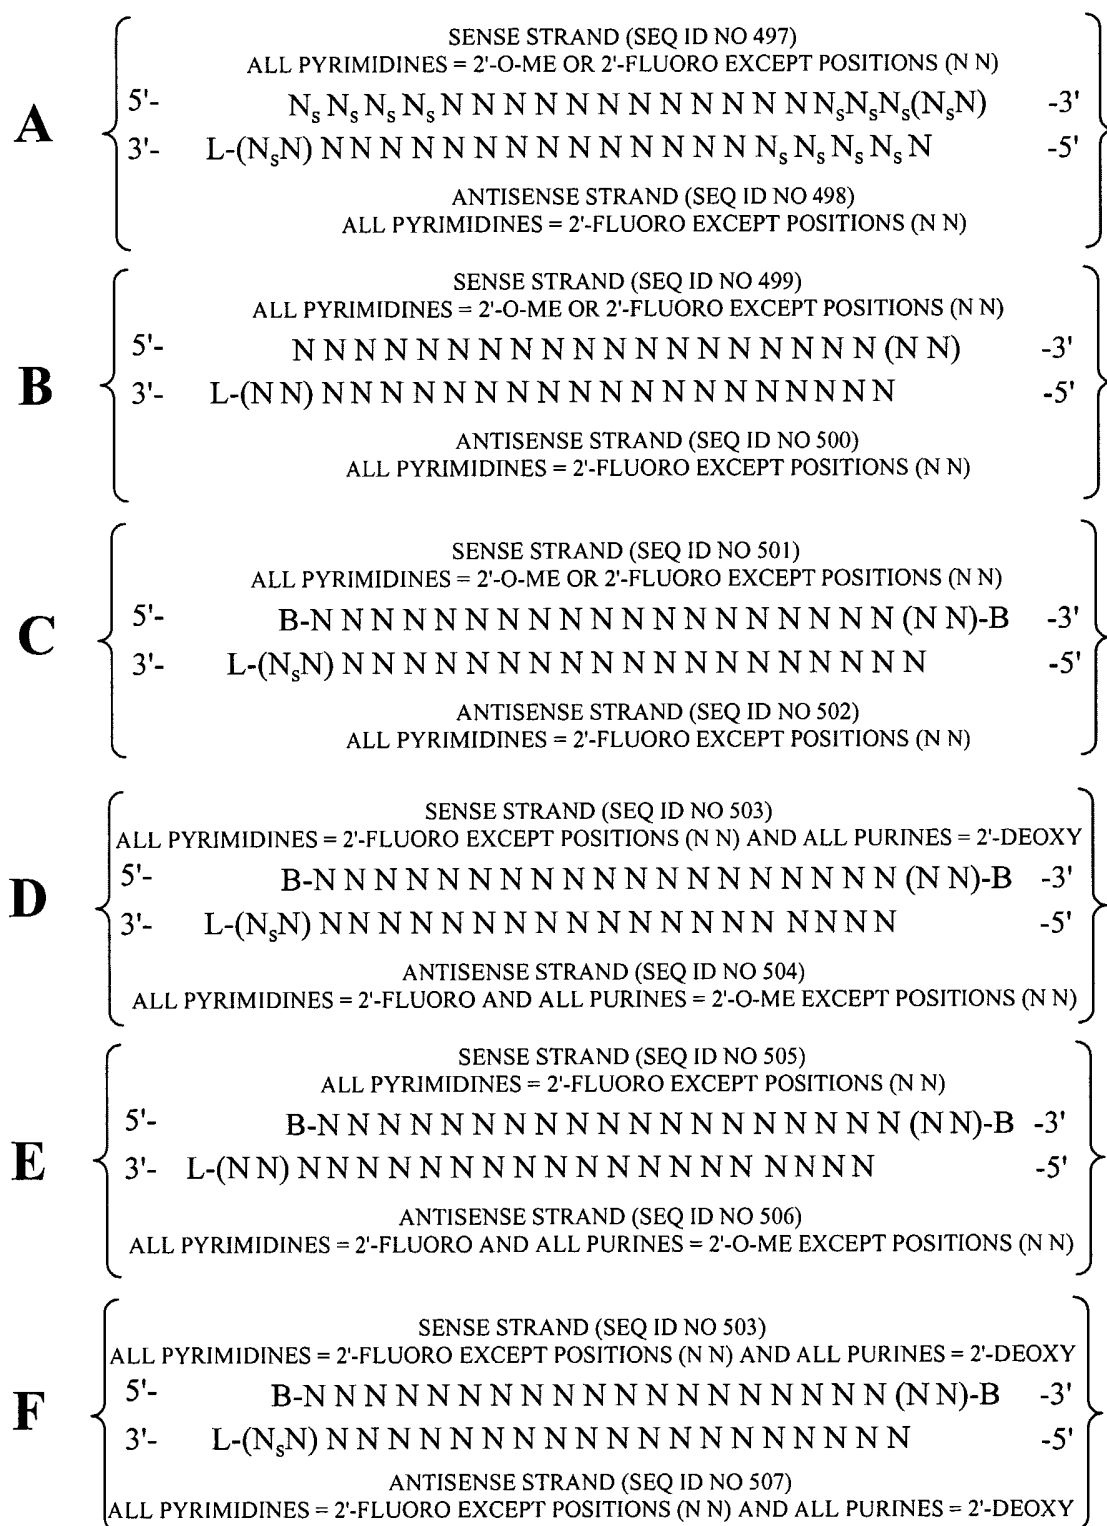 SENSE STRAND (SEQ ID NO 497)
ALL PYRIMIDINES = 2'-O-ME OR 2'-FLUORO EXCEPT POSITIONS (N N)
A
5'- NsNsNsNsN N N N N N N N N N N N NsNsNs(NsN) -3'
3'- L-(NsN) N N N N N N N N N N N N N N N NsNsNsNsN -5'
ANTISENSE STRAND (SEQ ID NO 498)
ALL PYRIMIDINES = 2'-FLUORO EXCEPT POSITIONS (N N)
SENSE STRAND (SEQ ID NO 499)
ALL PYRIMIDINES = 2'-O-ME OR 2'-FLUORO EXCEPT POSITIONS (N N)
B
5'- N N N N N N N N N N N N N N N N N N N (N N) -3'
3'- L-(N N) N N N N N N N N N N N N N N N N N N N -5'
ANTISENSE STRAND (SEQ ID NO 500)
ALL PYRIMIDINES = 2'-FLUORO EXCEPT POSITIONS (N N)
SENSE STRAND (SEQ ID NO 501)
ALL PYRIMIDINES = 2'-O-ME OR 2'-FLUORO EXCEPT POSITIONS (N N)
C
5'- B-N N N N N N N N N N N N N N N N N N N (N N)-B -3'
3'- L-(NsN) N N N N N N N N N N N N N N N N N N N -5'
ANTISENSE STRAND (SEQ ID NO 502)
ALL PYRIMIDINES = 2'-FLUORO EXCEPT POSITIONS (N N)
SENSE STRAND (SEQ ID NO 503)
ALL PYRIMIDINES = 2'-FLUORO EXCEPT POSITIONS (N N) AND ALL PURINES = 2'-DEOXY
D
5'- B-N N N N N N N N N N N N N N N N N N N (N N)-B -3'
3'- L-(NsN) N N N N N N N N N N N N N N N N N N N -5'
ANTISENSE STRAND (SEQ ID NO 504)
ALL PYRIMIDINES = 2'-FLUORO AND ALL PURINES = 2'-O-ME EXCEPT POSITIONS (N N)
SENSE STRAND (SEQ ID NO 505)
ALL PYRIMIDINES = 2'-FLUORO EXCEPT POSITIONS (N N)
E
5'- B-N N N N N N N N N N N N N N N N N N N (N N)-B -3'
3'- L-(N N) N N N N N N N N N N N N N N N N N N N -5'
ANTISENSE STRAND (SEQ ID NO 506)
ALL PYRIMIDINES = 2'-FLUORO AND ALL PURINES = 2'-O-ME EXCEPT POSITIONS (N N)
SENSE STRAND (SEQ ID NO 503)
ALL PYRIMIDINES = 2'-FLUORO EXCEPT POSITIONS (N N) AND ALL PURINES = 2'-DEOXY
F
5'- B-N N N N N N N N N N N N N N N N N N N (N N)-B -3'
3'- L-(NsN) N N N N N N N N N N N N N N N N N N N -5'
ANTISENSE STRAND (SEQ ID NO 507)
ALL PYRIMIDINES = 2'-FLUORO EXCEPT POSITIONS (N N) AND ALL PURINES = 2'-DEOXY